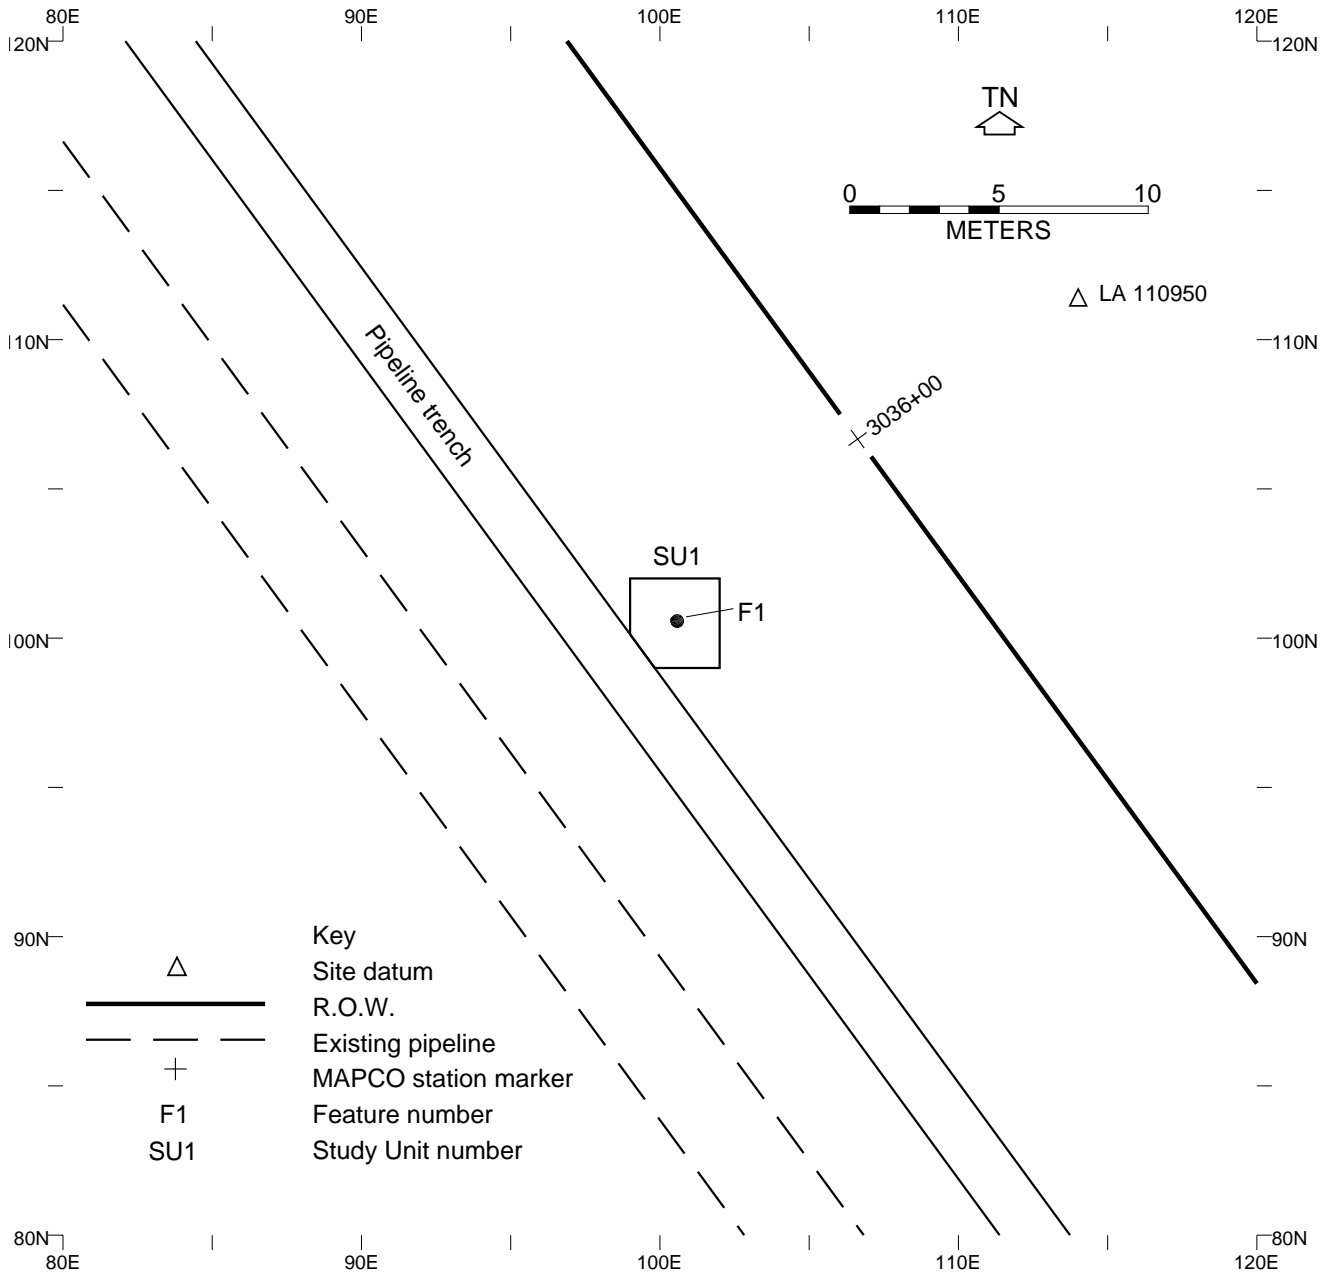 80E 90E 100E 110E 120E
120N 120N
TN
0 5 10
METERS
LA 110950
110N 110N
Pipeline trench
3036+00
SU1
F1
100N 100N
90N 90N
Key
Site datum
R.O.W.
Existing pipeline
MAPCO station marker
F1 Feature number
SU1 Study Unit number
80N 80N
80E 90E 100E 110E 120E